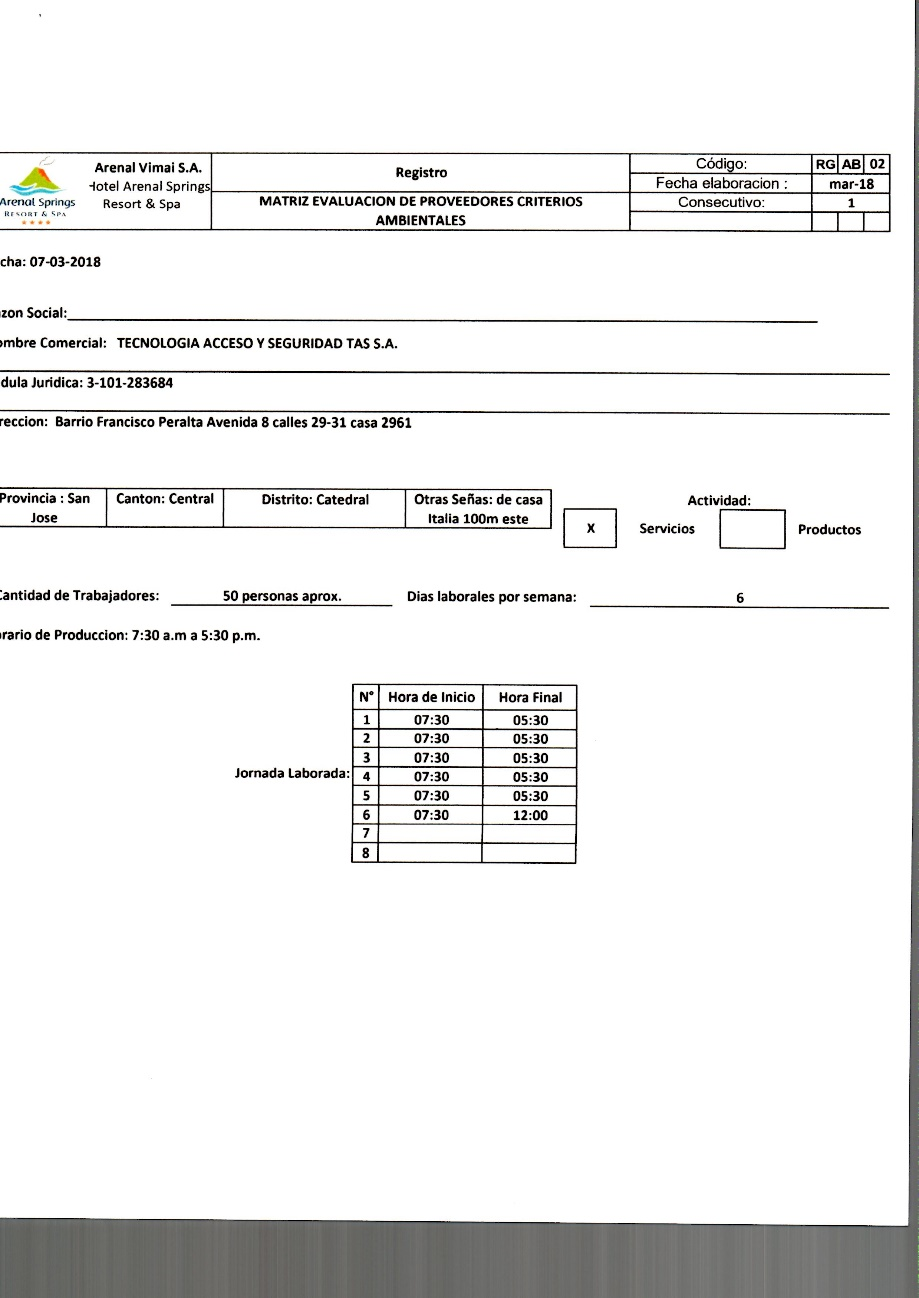 Arenal Springs
RESORT & SPA
Arenal Vimai S.A.
Hotel Arenal Springs
Resort & Spa
Registro
MATRIZ EVALUACION DE PROVEEDORES CRITERIOS
AMBIENTALES
Código: RG AB 02
Fecha elaboracion : mar-18
Consecutivo: 1
cha: 07-03-2018
zon Social:
ombre Comercial: TECNOLOGIA ACCESO Y SEGURIDAD TAS S.A.
dula Juridica: 3-101-283684
reccion: Barrio Francisco Peralta Avenida 8 calles 29-31 casa 2961
Provincia : San
Jose
Canton: Central
Distrito: Catedral
Otras Señas: de casa
Italia 100m este
Actividad:
X Servicios Productos
Cantidad de Trabajadores: 50 personas aprox. Dias laborales por semana: 6
rario de Produccion: 7:30 a.m a 5:30 p.m.
Jornada Laborada:
N° Hora de Inicio Hora Final
1 07:30 05:30
2 07:30 05:30
3 07:30 05:30
4 07:30 05:30
5 07:30 05:30
6 07:30 12:00
7
8